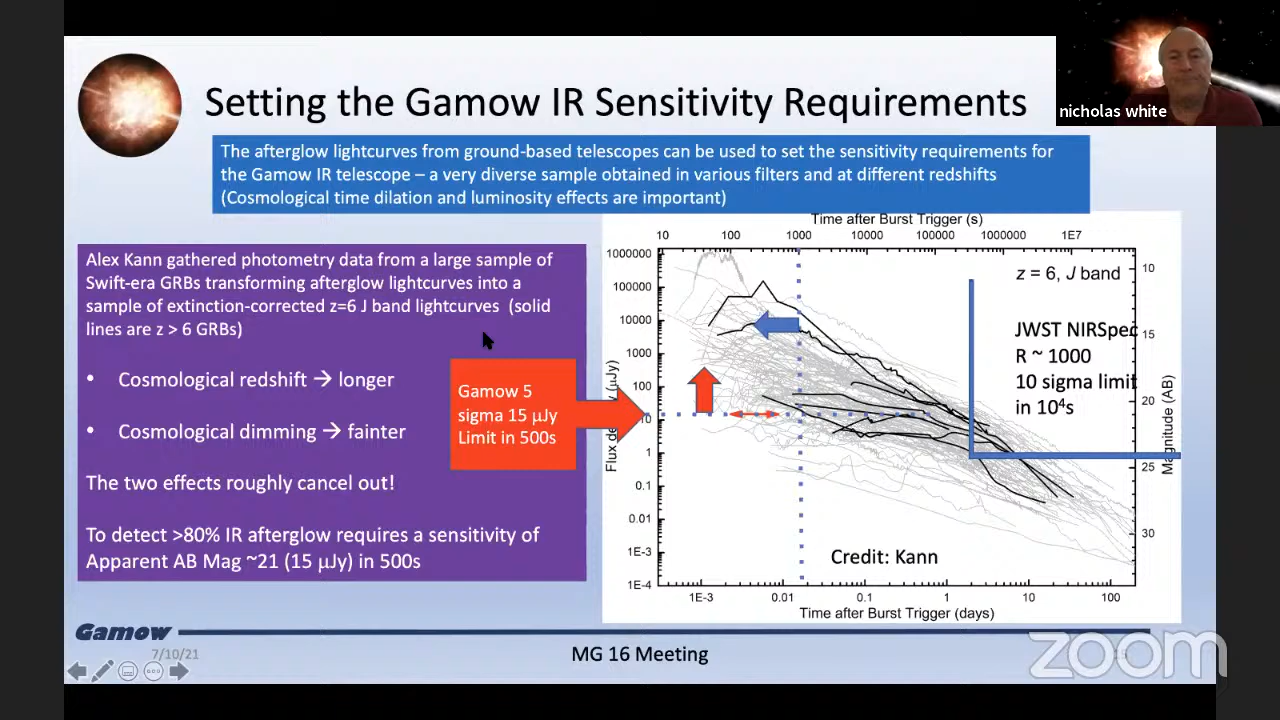 nicholas white
Setting the Gamow IR Sensitivity Requirements
The afterglow lightcurves from ground-based telescopes can be used to set the sensitivity requirements for
the Gamow IR telescope – a very diverse sample obtained in various filters and at different redshifts
(Cosmological time dilation and luminosity effects are important)
Alex Kann gathered photometry data from a large sample of
Swift-era GRBs transforming afterglow lightcurves into a
sample of extinction-corrected z=6 J band lightcurves (solid
lines are z > 6 GRBs)
• Cosmological redshift → longer
• Cosmological dimming → fainter
The two effects roughly cancel out!
To detect >80% IR afterglow requires a sensitivity of
Apparent AB Mag ~21 (15 μJy) in 500s
Gamow 5
sigma 15 μJy
Limit in 500s
Time after Burst Trigger (s)
10 100 1000 10000 100000 1000000 1E7
1000000
100000
10000
1000
100
10
1
0.1
0.01
1E-3
1E-4
Flux de (μJy)
z = 6, J band
JWST NIRSpec
R ~ 1000
10 sigma limit
in 10⁴s
10
15
20
25
30
Magnitude (AB)
Credit: Kann
1E-3 0.01 0.1 1 10 100
Time after Burst Trigger (days)
Gamow
7/10/21
MG 16 Meeting
zoom